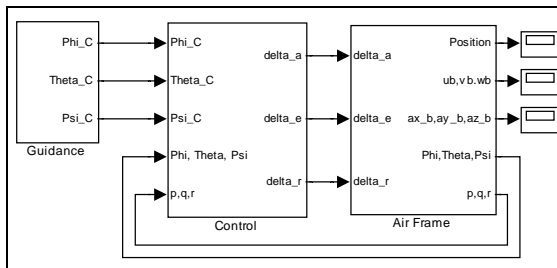 Phi_C
Theta_C
Psi_C
Guidance
Phi_C
Theta_C
Psi_C
Phi, Theta, Psi
p,q,r
delta_a
delta_e
delta_r
Control
delta_a
delta_e
delta_r
Position
ub,vb.wb
ax_b,ay_b,az_b
Phi,Theta,Psi
p,q,r
Air Frame